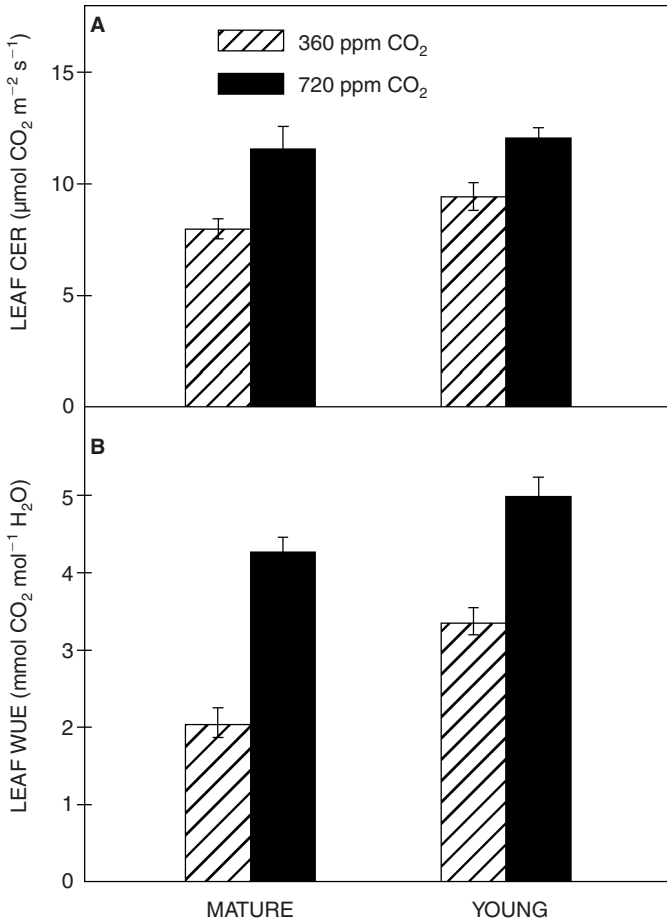 A
360 ppm CO₂
720 ppm CO₂
LEAF CER (μmol CO₂ m⁻² s⁻¹)
15
10
5
0
B
LEAF WUE (mmol CO₂ mol⁻¹ H₂O)
5
4
3
2
1
0
MATURE YOUNG